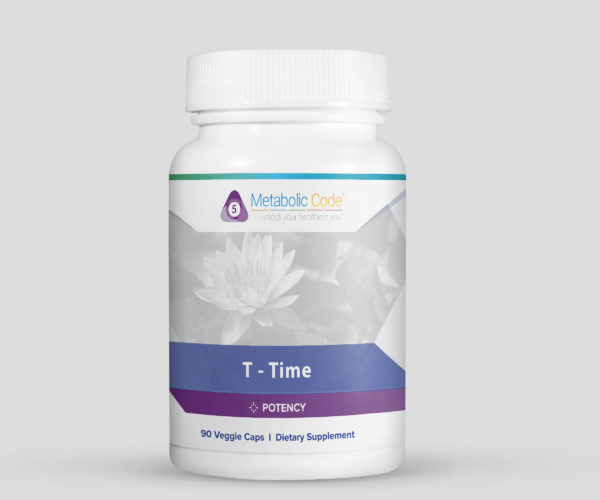 5
Metabolic Code®
unlock your healthiest you
T - Time
POTENCY
90 Veggie Caps | Dietary Supplement